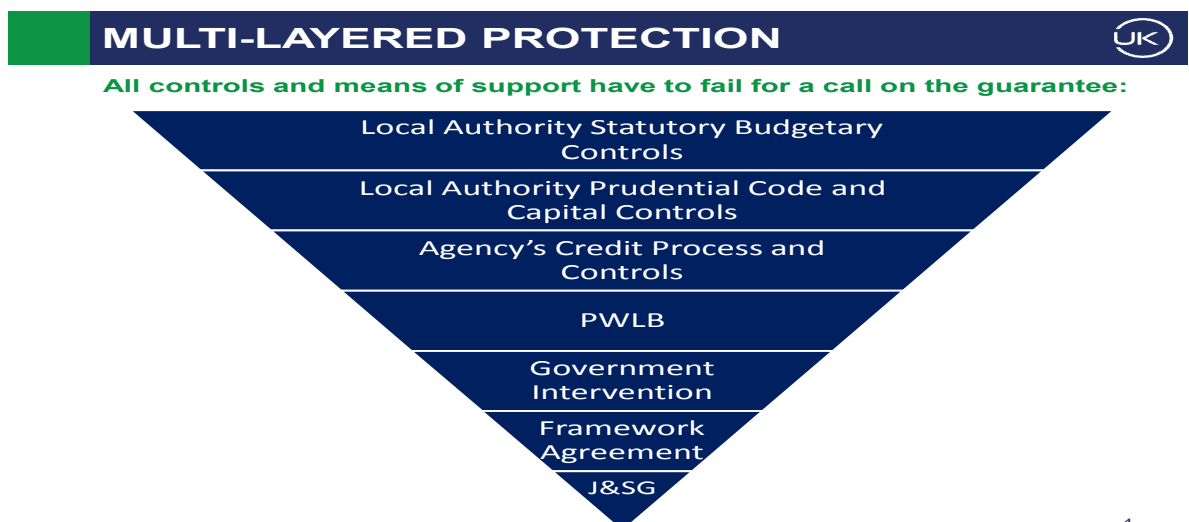 MULTI-LAYERED PROTECTION
UK
All controls and means of support have to fail for a call on the guarantee:
Local Authority Statutory Budgetary
Controls
Local Authority Prudential Code and
Capital Controls
Agency’s Credit Process and
Controls
PWLB
Government
Intervention
Framework
Agreement
J&SG